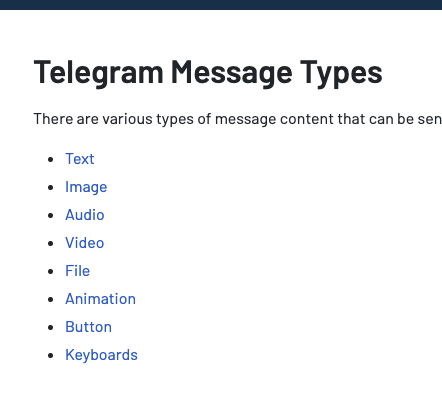 Telegram Message Types
There are various types of message content that can be sen
Text
Image
Audio
Video
File
Animation
Button
Keyboards